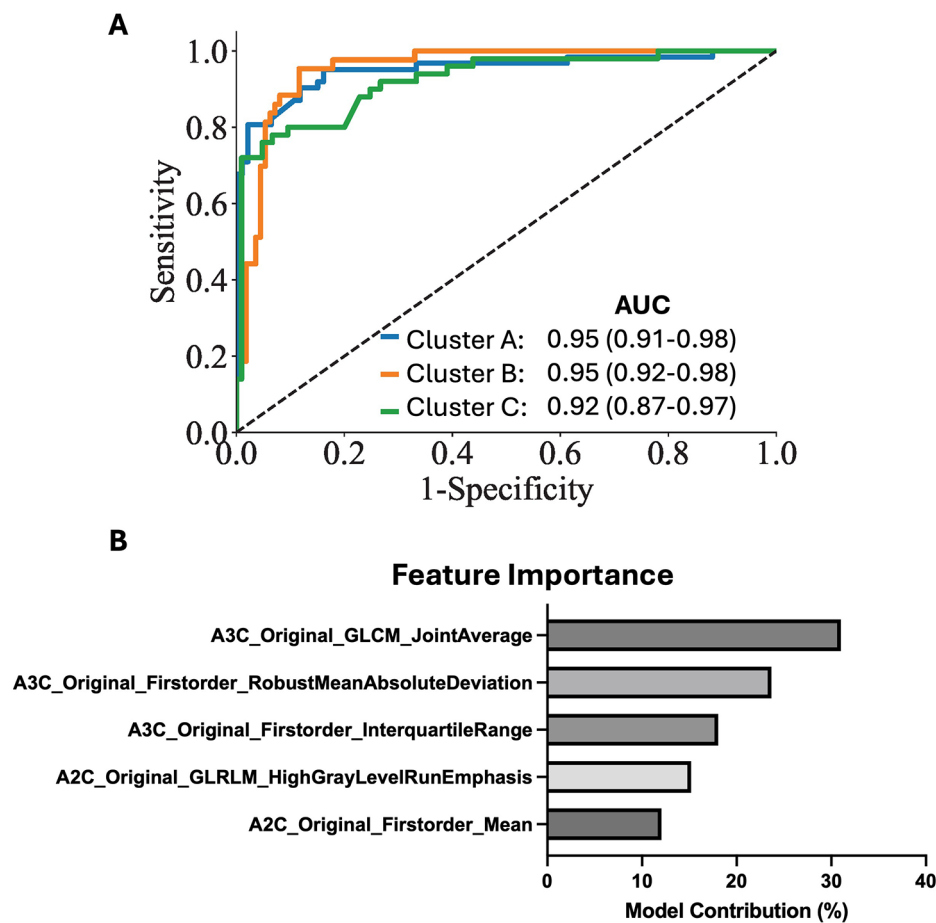 A
1.0
0.8
0.6
0.4
0.2
0.0
Sensitivity
0.0 0.2 0.4 0.6 0.8 1.0
1-Specificity
AUC
Cluster A: 0.95 (0.91-0.98)
Cluster B: 0.95 (0.92-0.98)
Cluster C: 0.92 (0.87-0.97)
B
Feature Importance
A3C_Original_GLCM_JointAverage
A3C_Original_Firstorder_RobustMeanAbsoluteDeviation
A3C_Original_Firstorder_InterquartileRange
A2C_Original_GLRLM_HighGrayLevelRunEmphasis
A2C_Original_Firstorder_Mean
0 10 20 30 40
Model Contribution (%)